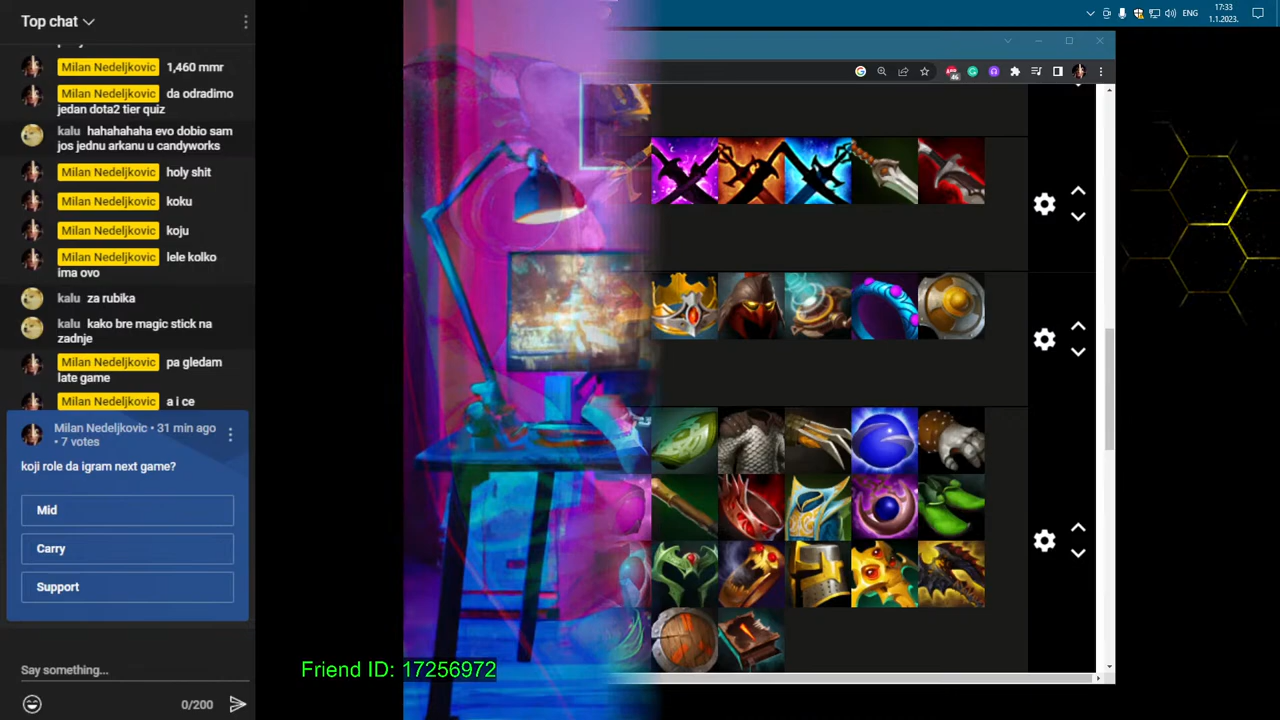 Top chat
Milan Nedeljkovic 1,460 mmr
Milan Nedeljkovic da odradimo
jedan dota2 tier quiz
kalu hahahahaha evo dobio sam
jos jednu arkanu u candyworks
Milan Nedeljkovic holy shit
Milan Nedeljkovic koku
Milan Nedeljkovic koju
Milan Nedeljkovic lele kolko
ima ovo
kalu za rubika
kalu kako bre magic stick na
zadnje
Milan Nedeljkovic pa gledam
late game
Milan Nedeljkovic a i ce
Milan Nedeljkovic • 31 min ago
• 7 votes
koji role da igram next game?
Mid
Carry
Support
Say something...
0/200
Friend ID: 17256972
ENG
17:33
1.1.2023.
46